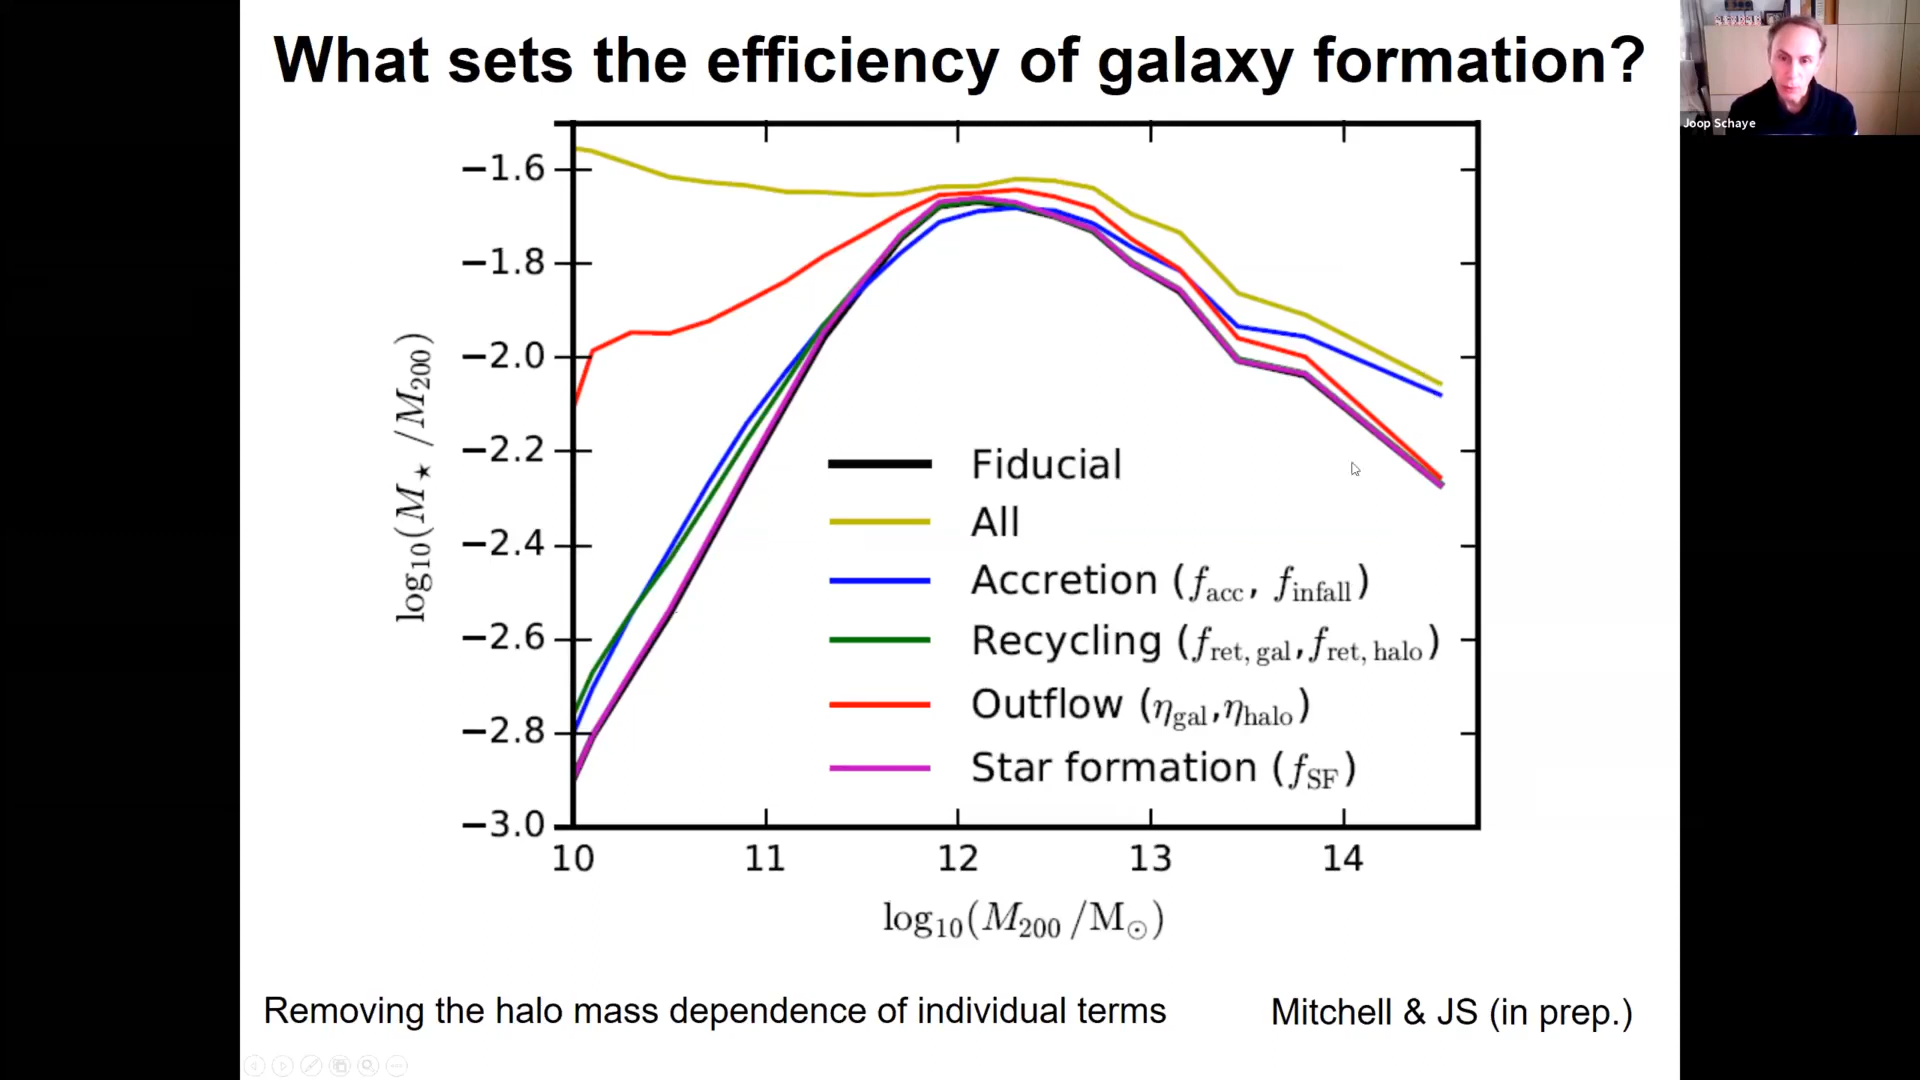 What sets the efficiency of galaxy formation?
Joop Schaye
−1.6
−1.8
−2.0
−2.2
−2.4
−2.6
−2.8
−3.0
log₁₀(M⋆/M₂₀₀)
Fiducial
All
Accretion (f_acc, f_infall)
Recycling (f_ret, gal, f_ret, halo)
Outflow (η_gal, η_halo)
Star formation (f_SF)
10 11 12 13 14
log₁₀(M₂₀₀/M⊙)
Removing the halo mass dependence of individual terms
Mitchell & JS (in prep.)